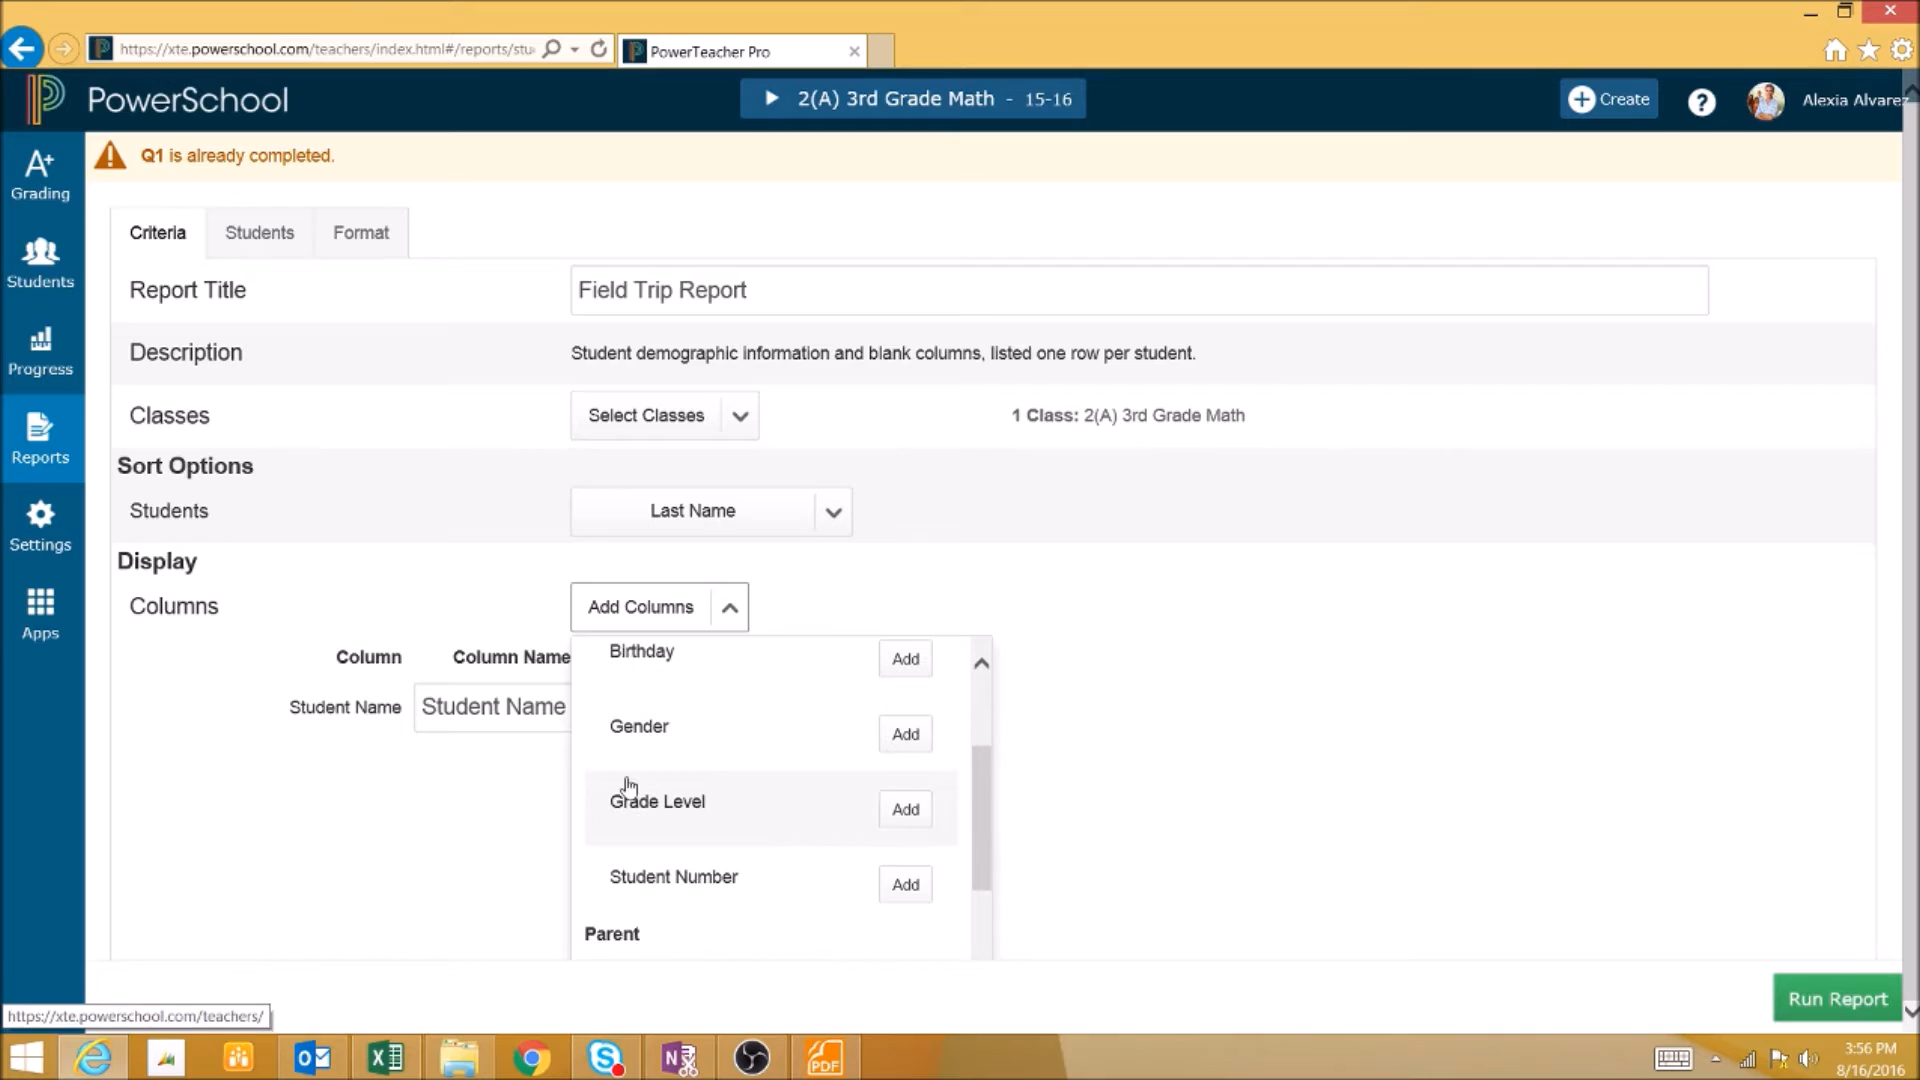 https://xte.powerschool.com/teachers/index.html#/reports/stu
PowerTeacher Pro
PowerSchool
2(A) 3rd Grade Math - 15-16
Create
?
Alexia Alvarez
Q1 is already completed.
A+
Grading
Students
Progress
Reports
Settings
Apps
Criteria
Students
Format
Report Title
Field Trip Report
Description
Student demographic information and blank columns, listed one row per student.
Classes
Select Classes
1 Class: 2(A) 3rd Grade Math
Sort Options
Students
Last Name
Display
Columns
Add Columns
Column
Column Name
Student Name
Student Name
Birthday
Add
Gender
Add
Grade Level
Add
Student Number
Add
Parent
Run Report
https://xte.powerschool.com/teachers/
PDF
3:56 PM
8/16/2016